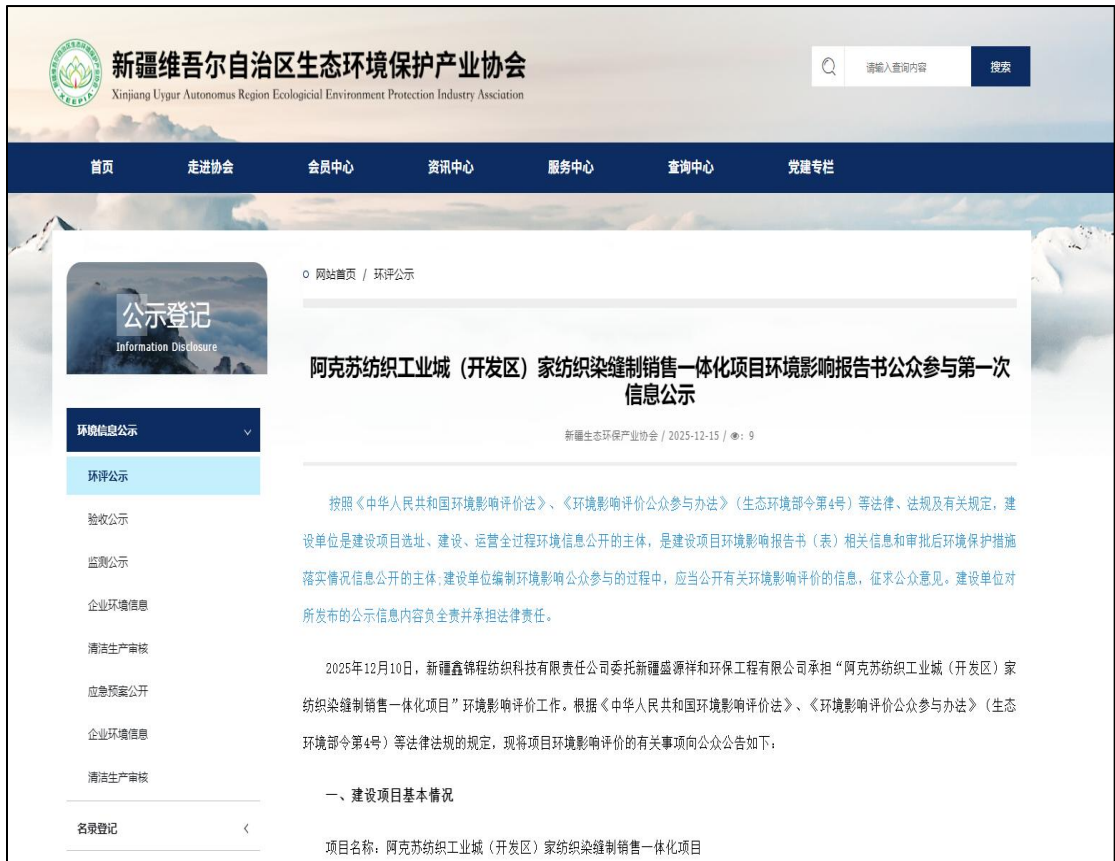 新疆维吾尔自治区生态环境保护产业协会
Xinjiang Uygur Autonomous Region Ecologicial Environment Protection Industry Assciation
XEEPIA
请输入查询内容
搜索
首页
走进协会
会员中心
资讯中心
服务中心
查询中心
党建专栏
公示登记
Information Disclosure
环境信息公示
环评公示
验收公示
监测公示
企业环境信息
清洁生产审核
应急预案公开
企业环境信息
清洁生产审核
名录登记
网站首页 / 环评公示
阿克苏纺织工业城（开发区）家纺织染缝制销售一体化项目环境影响报告书公众参与第一次
信息公示
新疆生态环保产业协会 / 2025-12-15 / : 9
按照《中华人民共和国环境影响评价法》、《环境影响评价公众参与办法》（生态环境部令第4号）等法律、法规及有关规定，建
设单位是建设项目选址、建设、运营全过程环境信息公开的主体，是建设项目环境影响报告书（表）相关信息和审批后环境保护措施
落实情况信息公开的主体;建设单位编制环境影响公众参与的过程中，应当公开有关环境影响评价的信息，征求公众意见。建设单位对
所发布的公示信息内容负全责并承担法律责任。
2025年12月10日，新疆鑫锦程纺织科技有限责任公司委托新疆盛源祥和环保工程有限公司承担“阿克苏纺织工业城（开发区）家
纺织染缝制销售一体化项目”环境影响评价工作。根据《中华人民共和国环境影响评价法》、《环境影响评价公众参与办法》（生态
环境部令第4号）等法律法规的规定，现将项目环境影响评价的有关事项向公众公告如下：
一、建设项目基本情况
项目名称：阿克苏纺织工业城（开发区）家纺织染缝制销售一体化项目